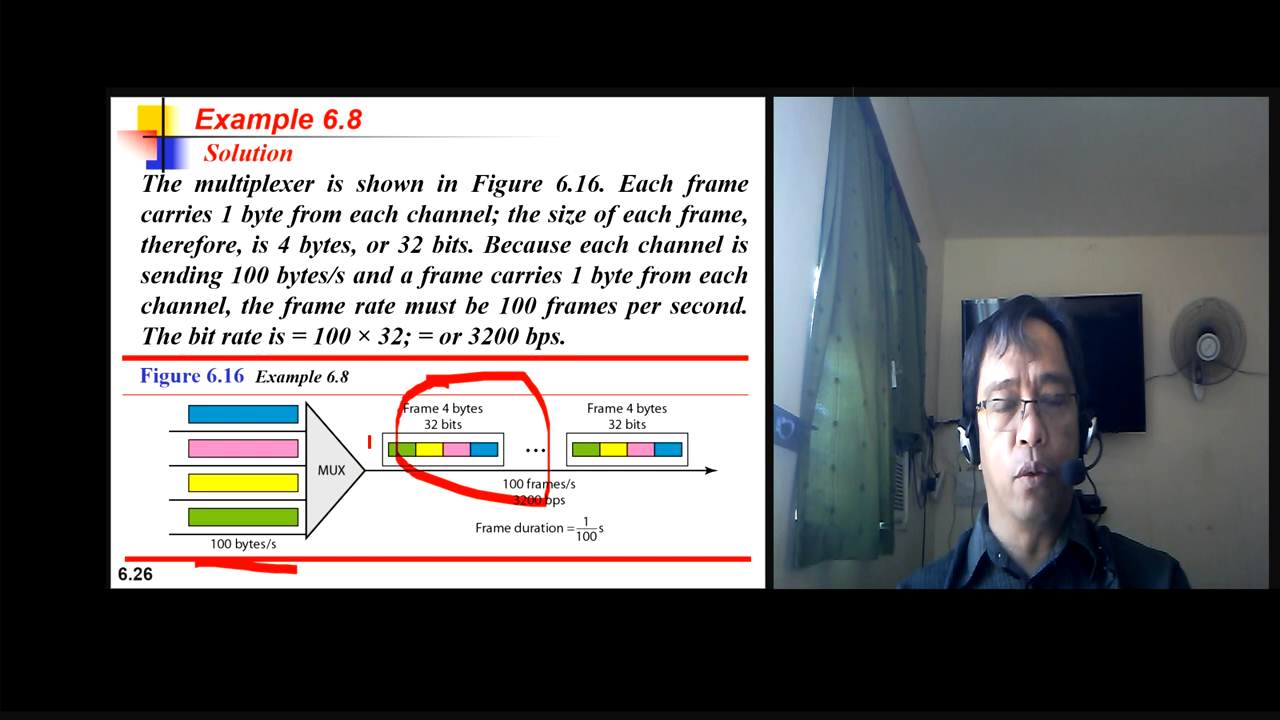 Example 6.8
Solution
The multiplexer is shown in Figure 6.16. Each frame
carries 1 byte from each channel; the size of each frame,
therefore, is 4 bytes, or 32 bits. Because each channel is
sending 100 bytes/s and a frame carries 1 byte from each
channel, the frame rate must be 100 frames per second.
The bit rate is = 100 × 32; = or 3200 bps.
Figure 6.16 Example 6.8
Frame 4 bytes
32 bits
Frame 4 bytes
32 bits
MUX
...
100 frames/s
3200 bps
Frame duration = 1/100 s
100 bytes/s
6.26